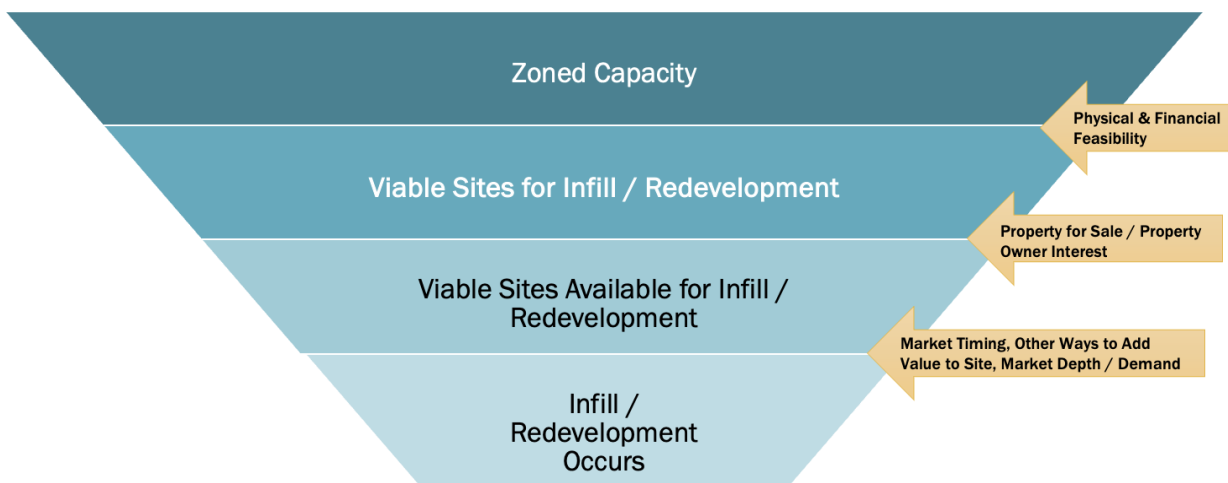 Zoned Capacity
Physical & Financial
Feasibility
Viable Sites for Infill / Redevelopment
Property for Sale / Property
Owner Interest
Viable Sites Available for Infill /
Redevelopment
Market Timing, Other Ways to Add
Value to Site, Market Depth / Demand
Infill /
Redevelopment
Occurs